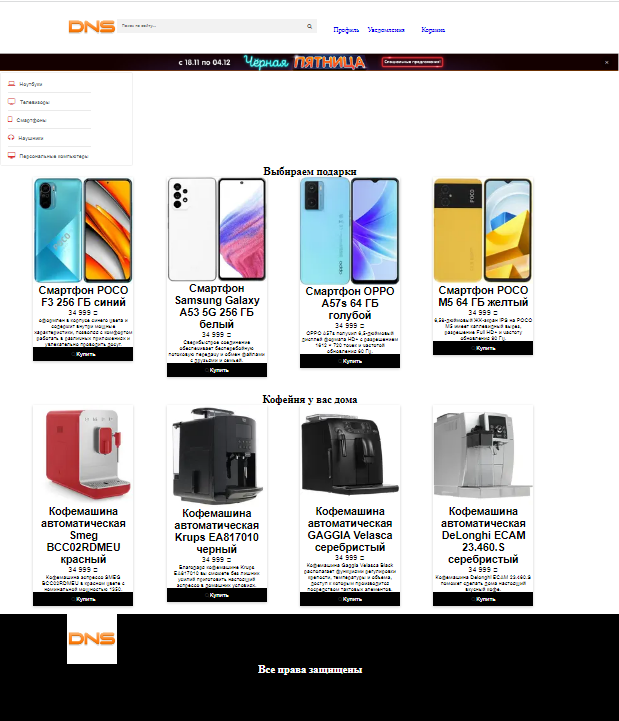 DNS
Поиск по сайту...
Профиль Уведомления Корзина
с 18.11 по 04.12 Чёрная ПЯТНИЦА Специальные предложения!
Ноутбуки
Телевизоры
Смартфоны
Наушники
Персональные компьютеры
Выбираем подарки
Смартфон POCO
F3 256 ГБ синий
34 999
оформлен в корпусе синего цвета и
содержит внутри мощные
характеристики, позволяя с комфортом
работать в различных приложениях и
увлекательно проводить досуг.
Купить
Смартфон
Samsung Galaxy
A53 5G 256 ГБ
белый
34 999
Сверхбыстрое соединение
обеспечивает бесперебойную
потоковую передачу и обмен файлами
с друзьями и семьей.
Купить
Смартфон OPPO
A57s 64 ГБ
голубой
34 999
OPPO A57s получил 6.5-дюймовый
дисплей формата HD+ с разрешением
1612 x 720 точек и частотой
обновления 60 Гц.
Купить
POCO
Смартфон POCO
M5 64 ГБ желтый
34 999
6,58-дюймовый ЖК-экран IPS на POCO
M5 имеет каплевидный вырез,
разрешение Full HD+ и частоту
обновления 90 Гц.
Купить
Кофейня у вас дома
Кофемашина
автоматическая
Smeg
BCC02RDMEU
красный
34 999
Кофемашина эспрессо SMEG
BCC02RDMEU в красном цвете с
номинальной мощностью 1350.
Купить
Кофемашина
автоматическая
Krups EA817010
черный
34 999
Благодаря кофемашине Krups
EA817010 вы сможете без лишних
усилий приготовить настоящий
эспрессо в домашних условиях.
Купить
Кофемашина
автоматическая
GAGGIA Velasca
серебристый
34 999
Кофемашина Gaggia Velasca Black
располагает функциями регулировки
крепости, температуры и объема,
доступ к которым производится
посредством тактовых элементов.
Купить
Кофемашина
автоматическая
DeLonghi ECAM
23.460.S
серебристый
34 999
Кофемашина Delonghi ECAM 23.460.S
поможет сделать дома настоящий
вкусный кофе.
Купить
DNS
Все права защищены